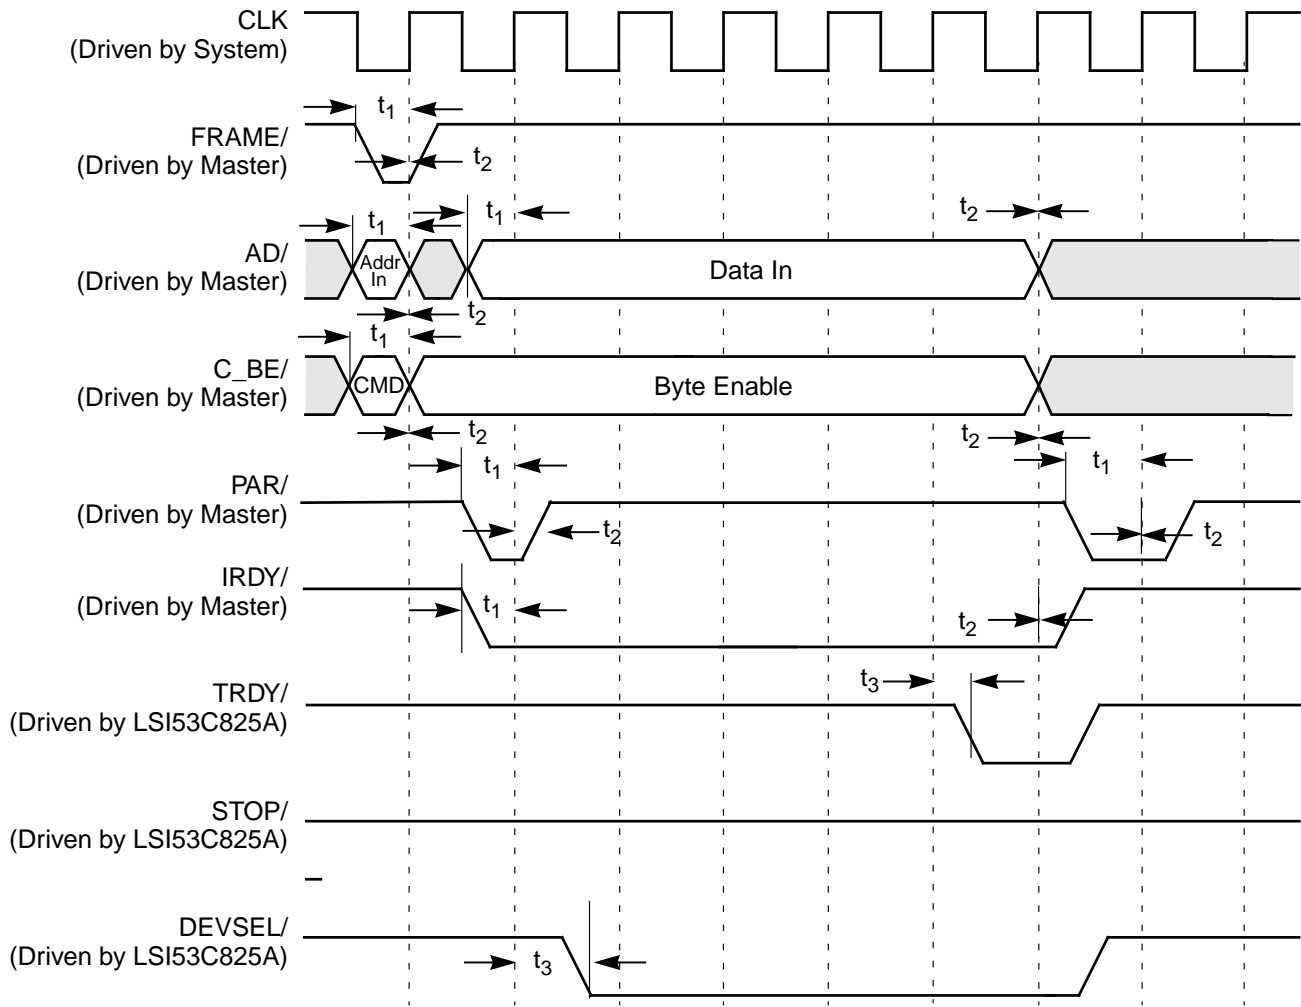 CLK
(Driven by System)
t1
FRAME/
(Driven by Master)
t2
t1
t1
t2
AD/
(Driven by Master)
Addr
In
Data In
t2
t1
C_BE/
(Driven by Master)
CMD
Byte Enable
t2
t2
t1
t1
PAR/
(Driven by Master)
t2
t2
IRDY/
(Driven by Master)
t1
t2
TRDY/
(Driven by LSI53C825A)
t3
STOP/
(Driven by LSI53C825A)
DEVSEL/
(Driven by LSI53C825A)
t3